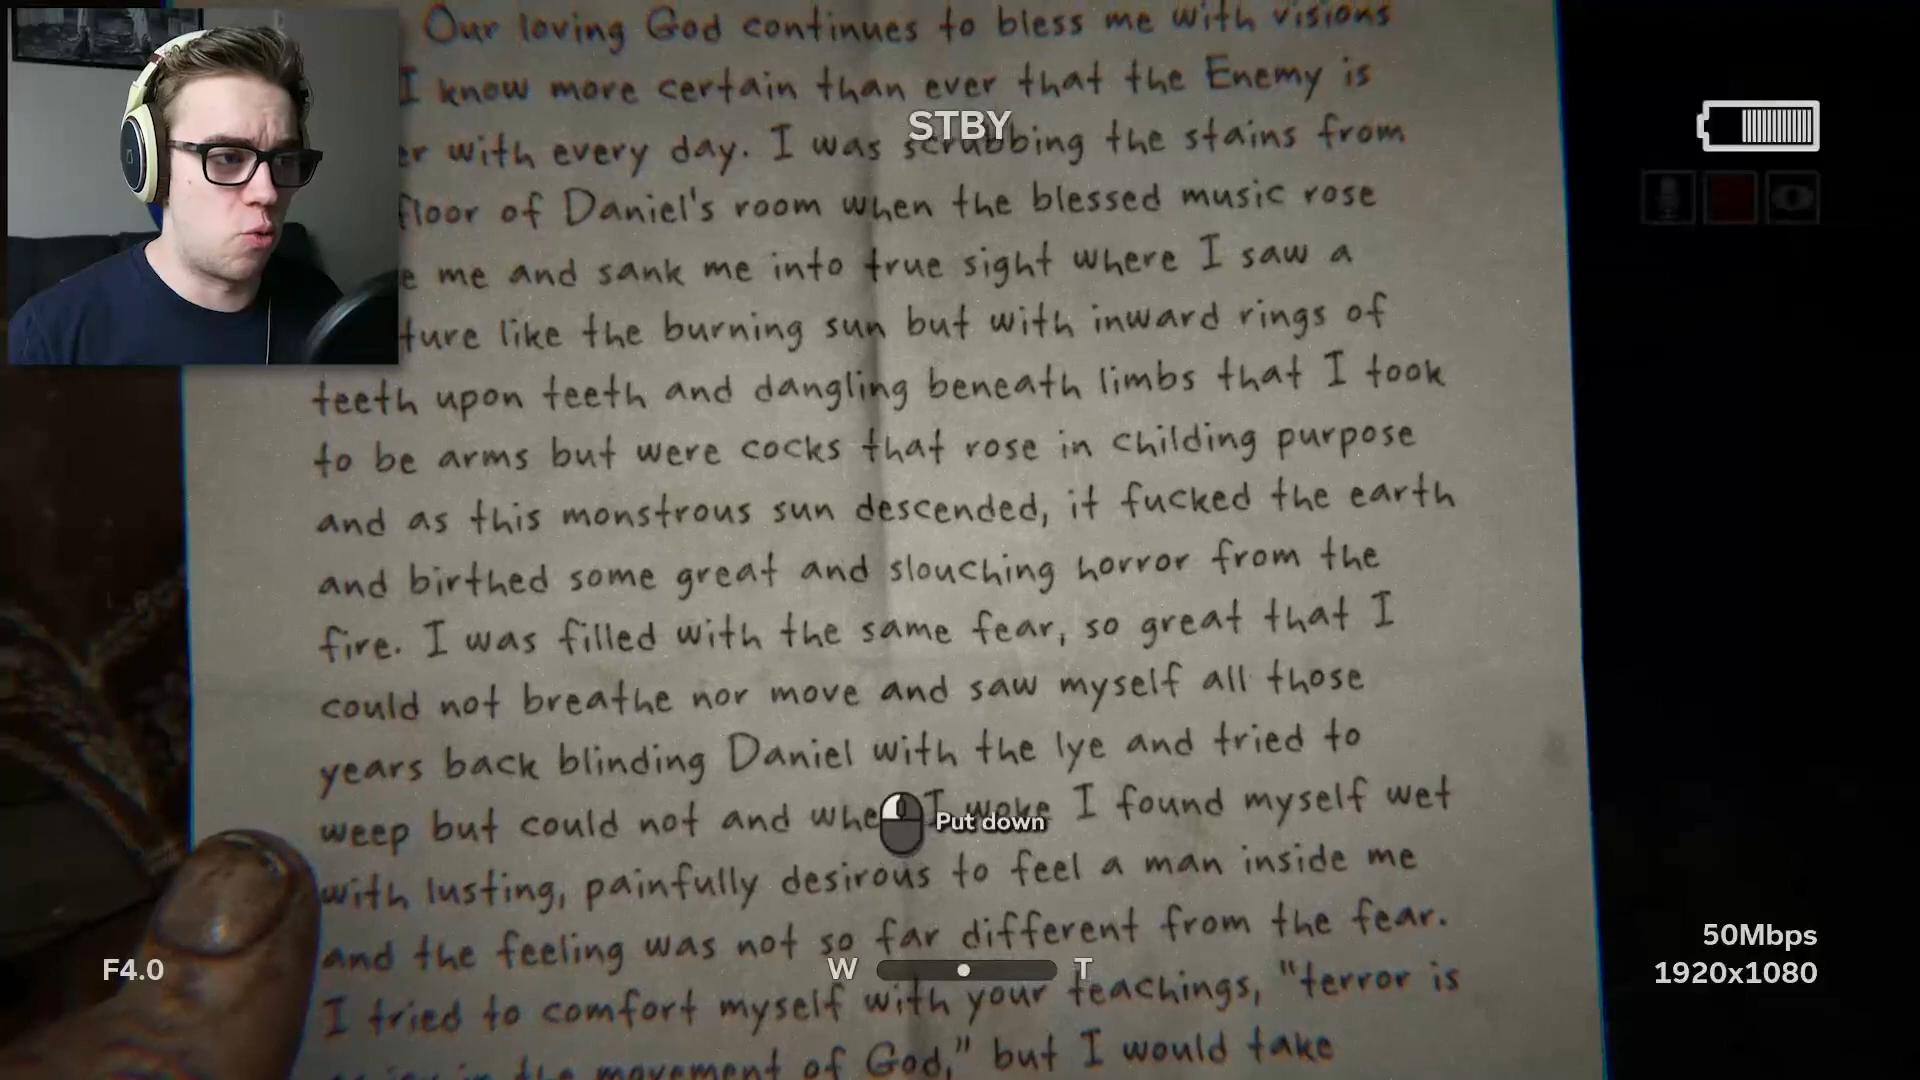 Our loving God continues to bless me with visions
I know more certain than ever that the Enemy is
STBY
er with every day. I was scrubbing the stains from
floor of Daniel's room when the blessed music rose
e me and sank me into true sight where I saw a
ture like the burning sun but with inward rings of
teeth upon teeth and dangling beneath limbs that I took
to be arms but were cocks that rose in childing purpose
and as this monstrous sun descended, it fucked the earth
and birthed some great and slouching horror from the
fire. I was filled with the same fear, so great that I
could not breathe nor move and saw myself all those
years back blinding Daniel with the lye and tried to
weep but could not and whe I woke I found myself wet
Put down
with lusting, painfully desirous to feel a man inside me
and the feeling was not so far different from the fear.
I tried to comfort myself with your teachings, "terror is
in the movement of God," but I would take
F4.0
W T
50Mbps
1920x1080